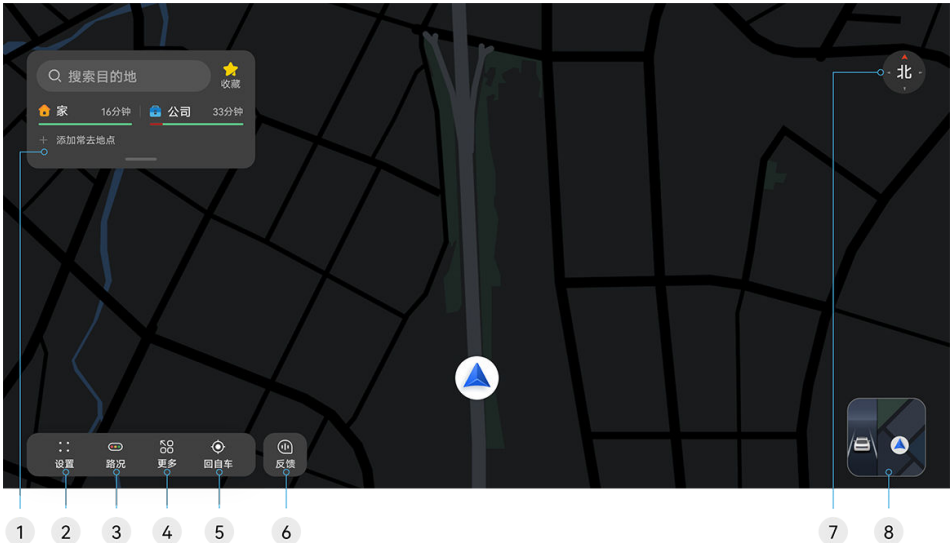 搜索目的地
收藏
家 16分钟 公司 33分钟
+ 添加常去地点
北
设置 路况 更多 回自车 反馈
1 2 3 4 5 6 7 8